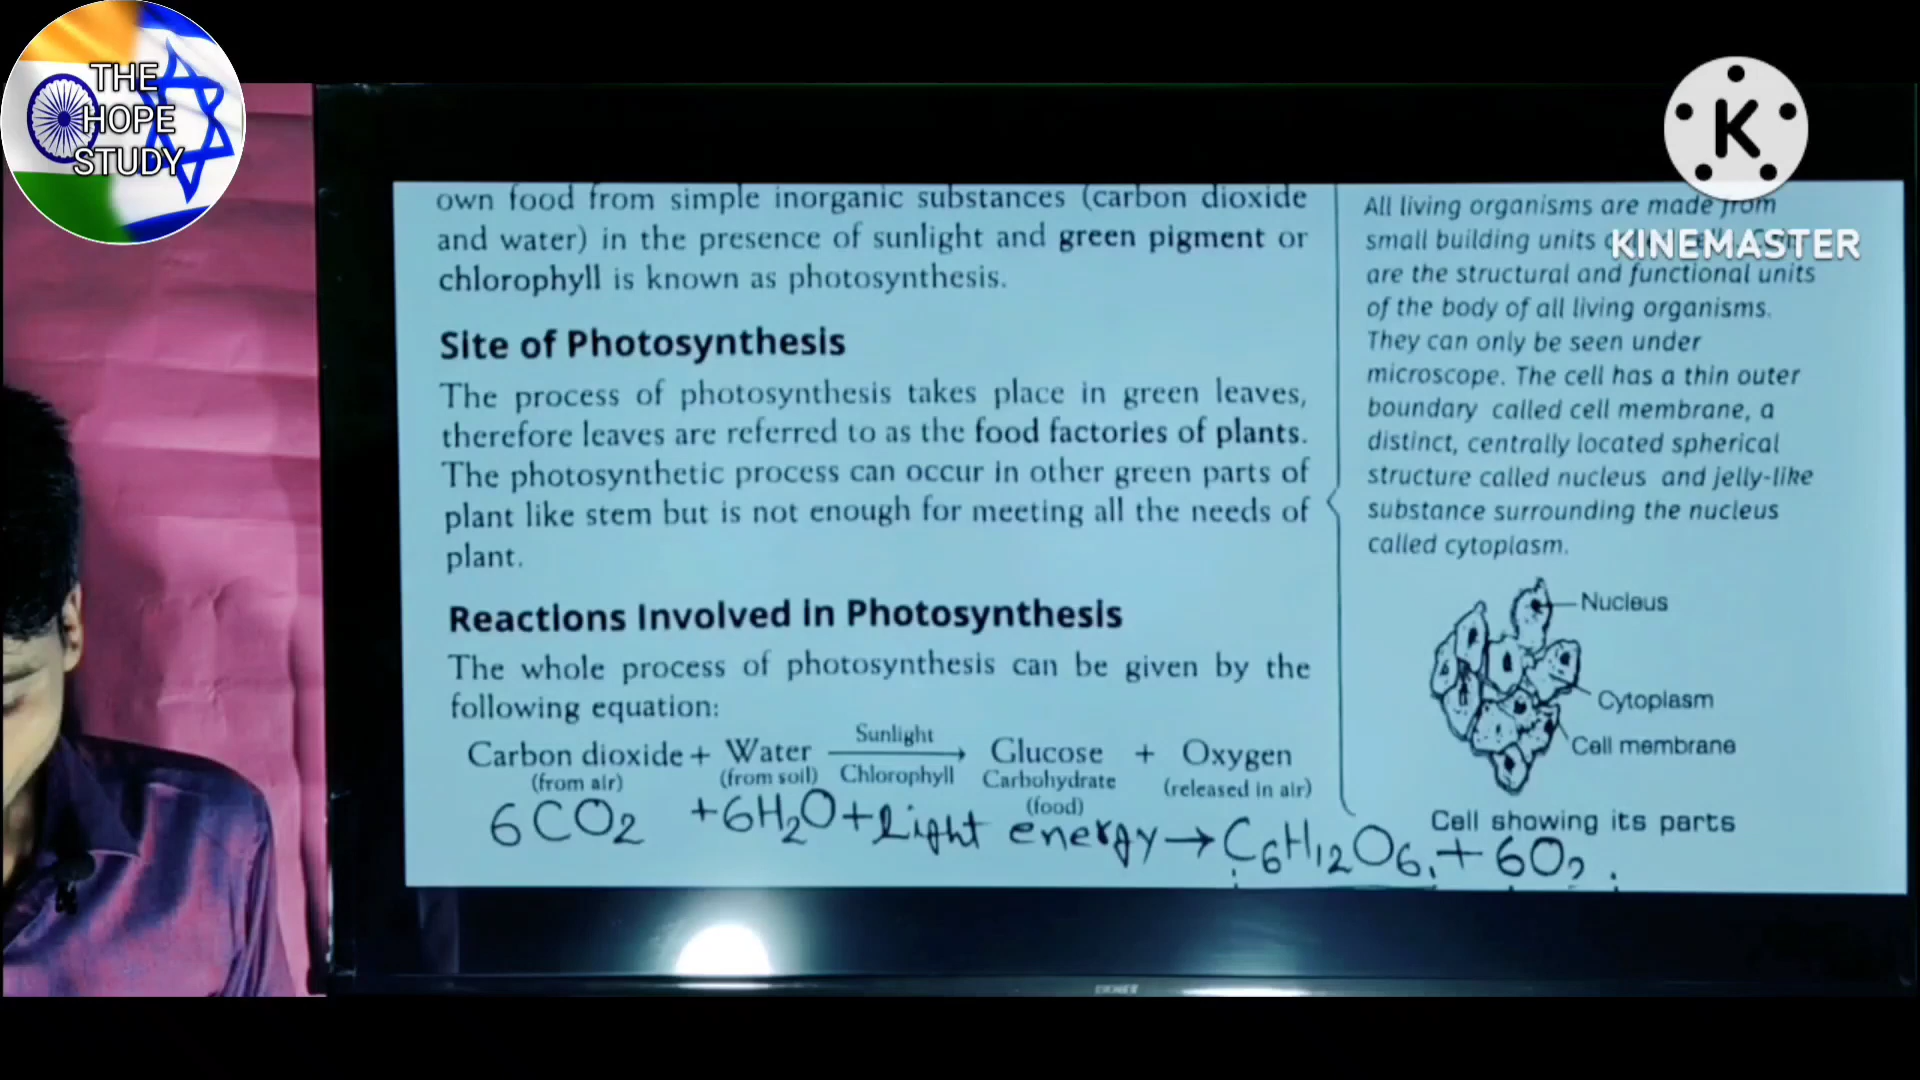 THE
HOPE
STUDY
K
KINEMASTER
own food from simple inorganic substances (carbon dioxide
and water) in the presence of sunlight and green pigment or
chlorophyll is known as photosynthesis.
Site of Photosynthesis
The process of photosynthesis takes place in green leaves,
therefore leaves are referred to as the food factories of plants.
The photosynthetic process can occur in other green parts of
plant like stem but is not enough for meeting all the needs of
plant.
Reactions Involved in Photosynthesis
The whole process of photosynthesis can be given by the
following equation:
Sunlight
Carbon dioxide + Water ⟶ Glucose + Oxygen
(from air) (from soil) Chlorophyll Carbohydrate (released in air)
(food)
6CO₂ +6H₂O+Light energy→C₆H₁₂O₆ + 6O₂.
All living organisms are made from
small building units
are the structural and functional units
of the body of all living organisms.
They can only be seen under
microscope. The cell has a thin outer
boundary called cell membrane, a
distinct, centrally located spherical
structure called nucleus and jelly-like
substance surrounding the nucleus
called cytoplasm.
Nucleus
Cytoplasm
Cell membrane
Cell showing its parts